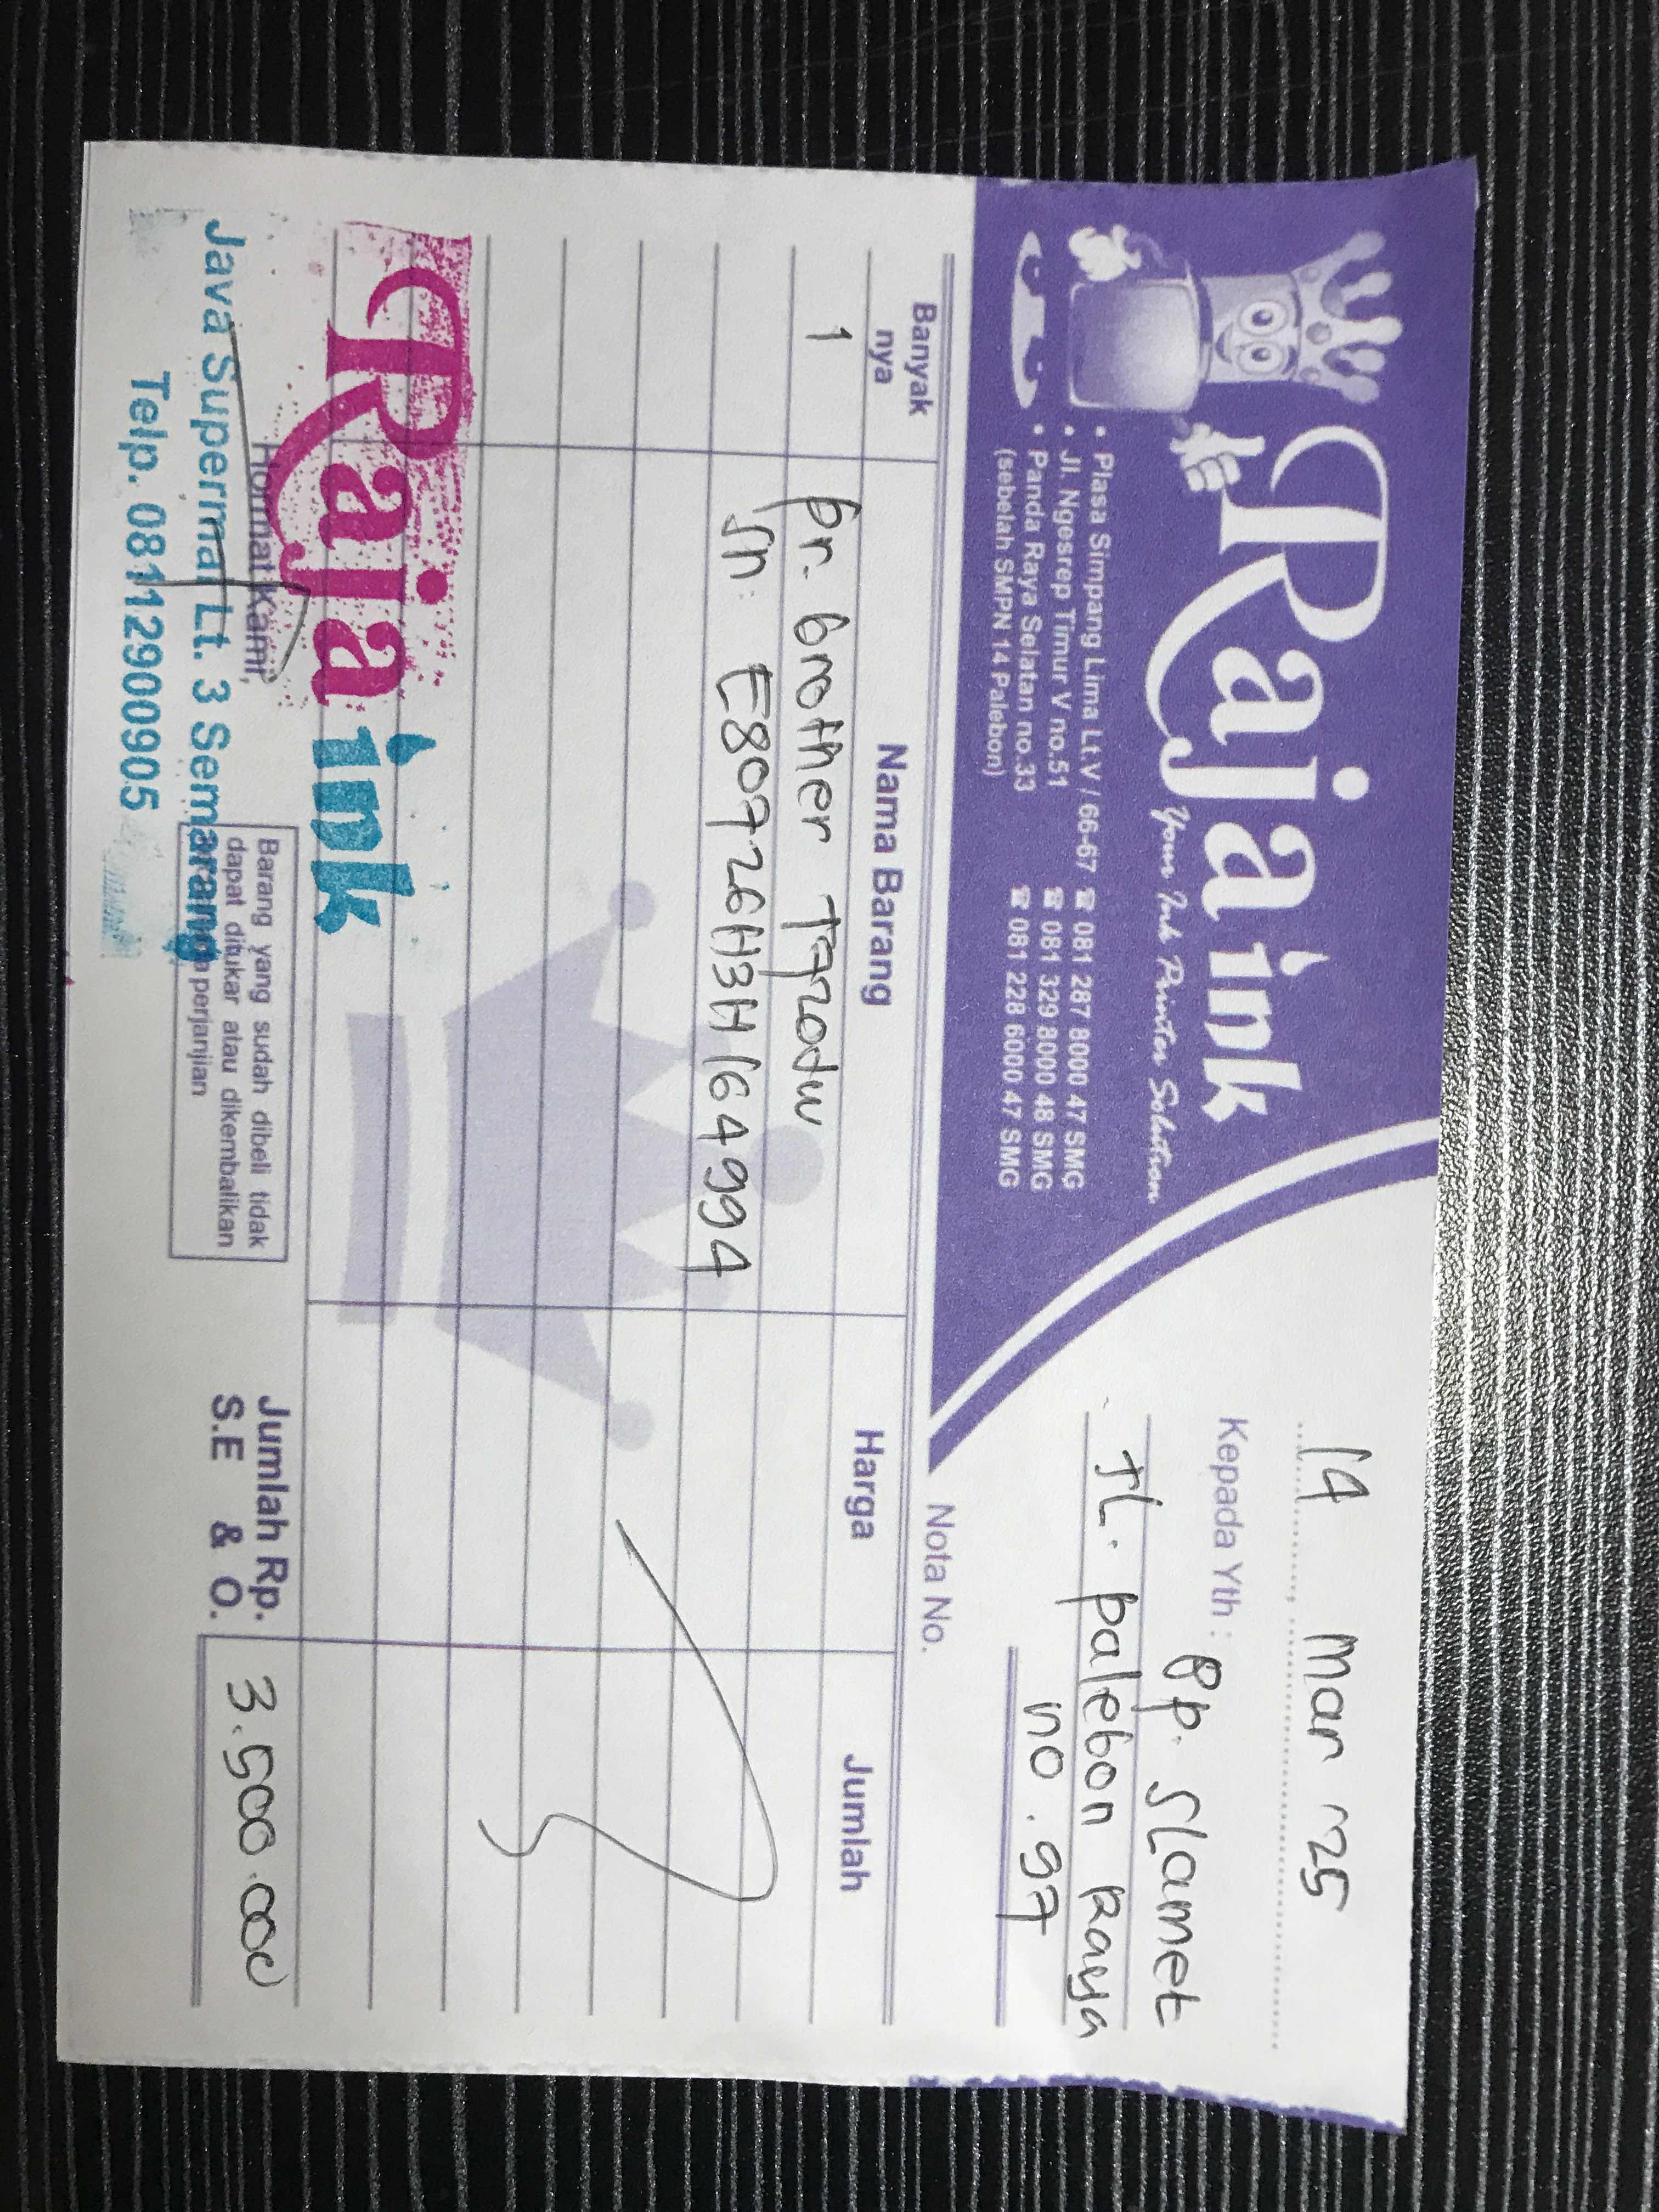 Raja ink
Your Ink Printer Solution
• Plasa Simpang Lima Lt.V / 66-67 ☎ 081 287 8000 47 SMG
• Jl. Ngesrep Timur V no.51 ☎ 081 329 8000 48 SMG
• Panda Raya Selatan no.33 ☎ 081 228 6000 47 SMG
(sebelah SMPN 14 Palebon)
14 Mar 25
Kepada Yth : Bp. Slamet
JL. palebon Raya
no. 97
Nota No.
Banyak nya Nama Barang Harga Jumlah
1 pr. brother T720dw
sn: E80726H3H164994
Raja ink
Hormat Kami,
Java Supermal Lt. 3 Semarang
Telp. 08112900905
Barang yang sudah dibeli tidak
dapat ditukar atau dikembalikan
perjanjian
Jumlah Rp. 3.500.000
S.E & O.